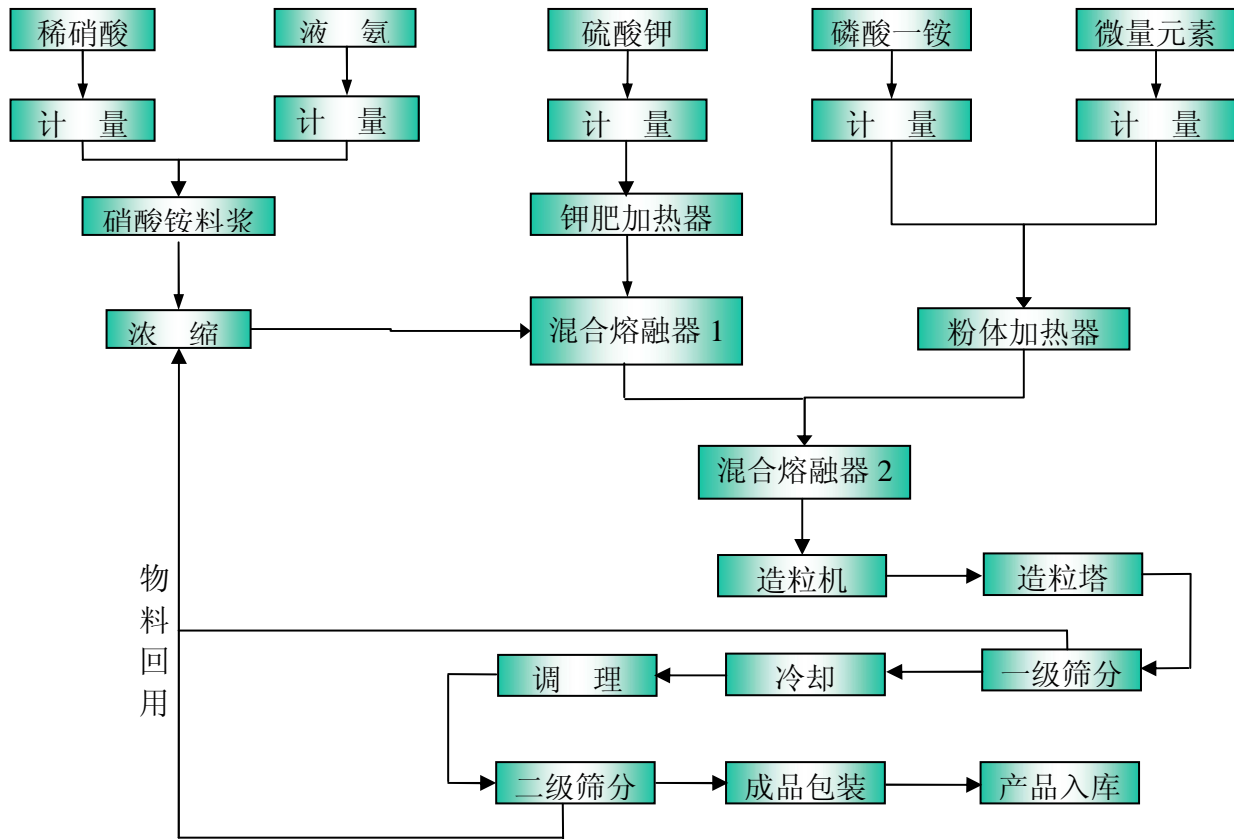 稀硝酸
液 氨
硫酸钾
磷酸一铵
微量元素
计 量
计 量
计 量
计 量
计 量
硝酸铵料浆
钾肥加热器
浓 缩
混合熔融器 1
粉体加热器
混合熔融器 2
造粒机
造粒塔
物
料
回
用
调 理
冷却
一级筛分
二级筛分
成品包装
产品入库